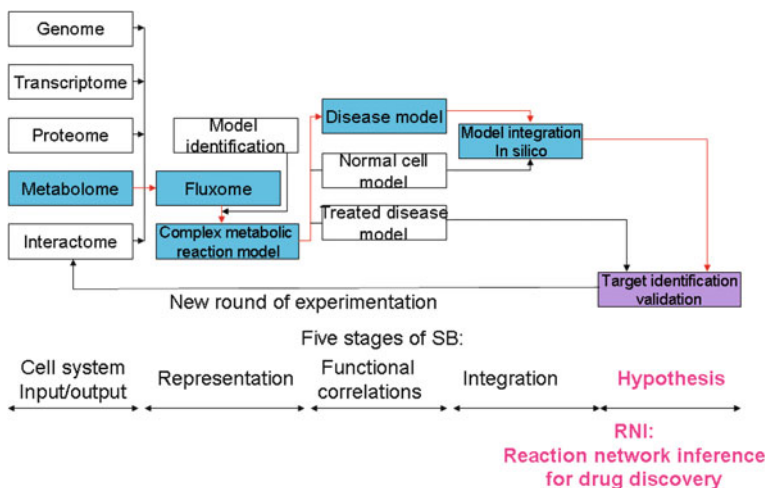 Genome
Transcriptome
Proteome
Metabolome
Interactome
Model
identification
Fluxome
Complex metabolic
reaction model
Disease model
Normal cell
model
Treated disease
model
Model integration
In silico
Target identification
validation
New round of experimentation
Five stages of SB:
Cell system
Input/output
Representation
Functional
correlations
Integration
Hypothesis
RNI:
Reaction network inference
for drug discovery